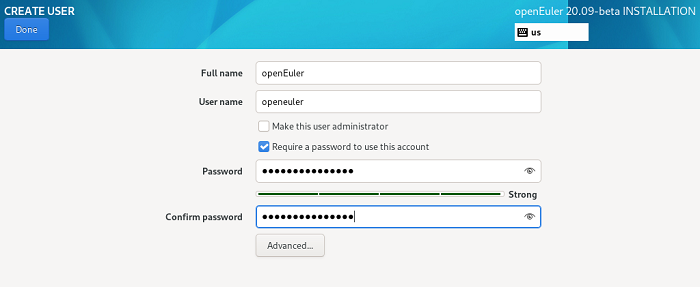 CREATE USER
openEuler 20.09-beta INSTALLATION
Done
us
Full name
openEuler
User name
openeuler
Make this user administrator
Require a password to use this account
Password
●●●●●●●●●●●●●●●
Strong
Confirm password
●●●●●●●●●●●●●●●
Advanced...